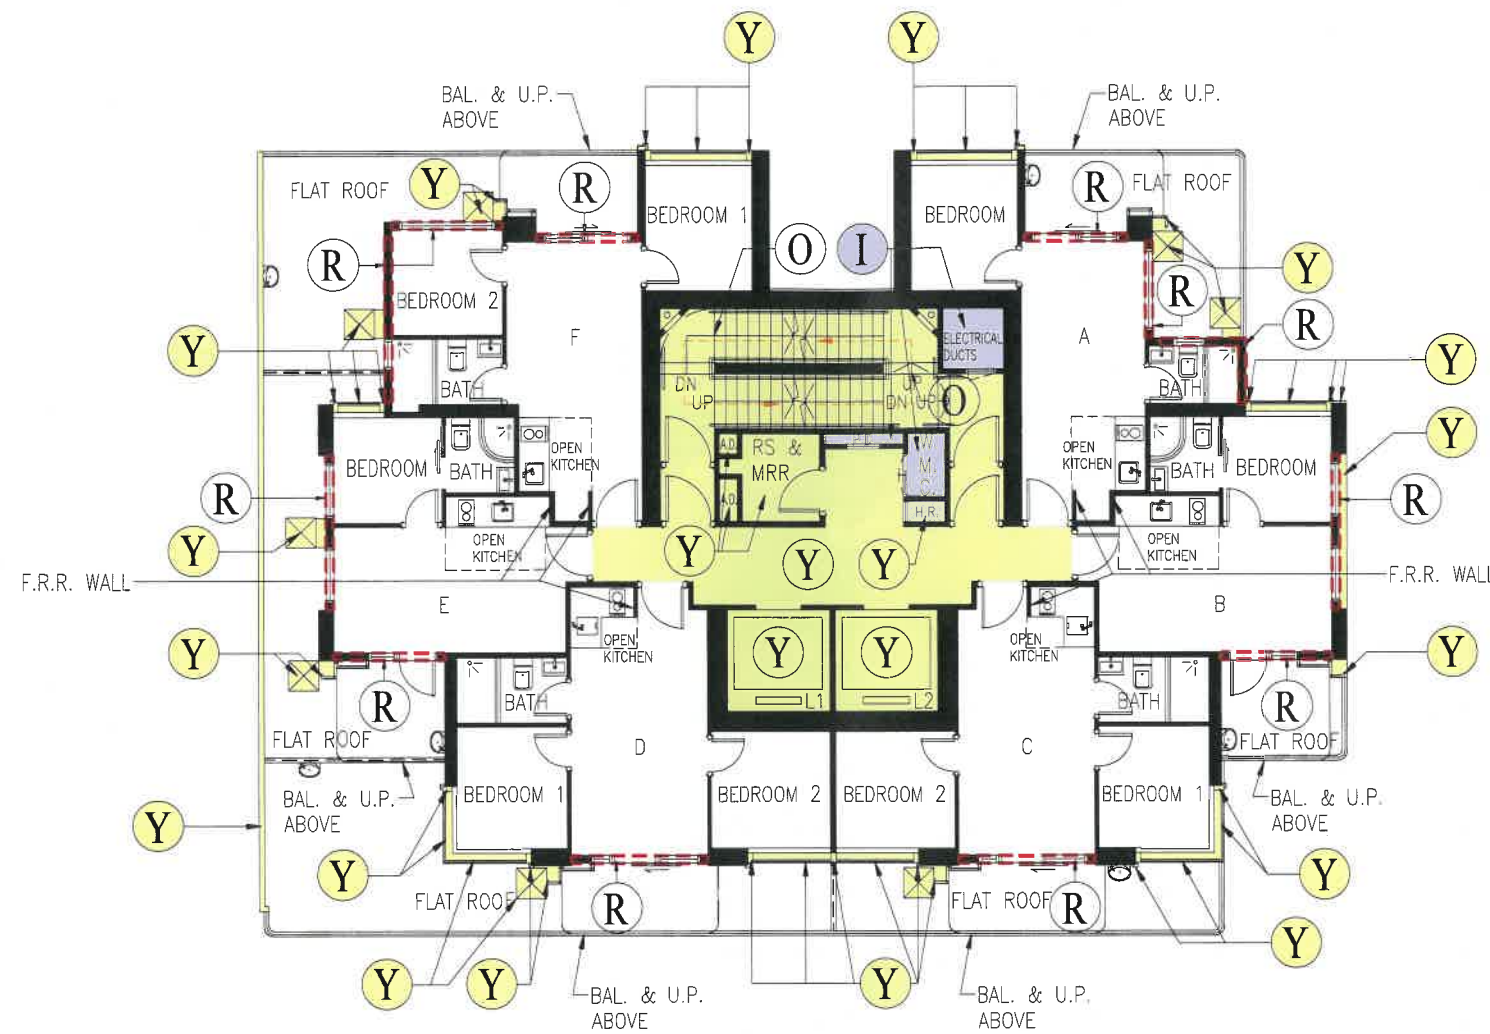 Y
Y
BAL. & U.P.
ABOVE
BAL. & U.P.
ABOVE
FLAT ROOF
Y
R
R
FLAT ROOF
BEDROOM 1
BEDROOM
R
O
I
Y
BEDROOM 2
R
R
F
A
ELECTRICAL
DUCTS
Y
Y
BATH
DN
UP
UP
DN UP
O
BATH
Y
A.D.
RS &
MRR
P.D.
W.
M.
C.
OPEN
KITCHEN
OPEN
KITCHEN
BEDROOM
BATH
BATH
BEDROOM
R
A.D.
H.R.
R
Y
OPEN
KITCHEN
Y
Y
Y
OPEN
KITCHEN
F.R.R. WALL
F.R.R. WALL
E
B
Y
OPEN
KITCHEN
Y
Y
OPEN
KITCHEN
Y
R
BATH
L1
L2
BATH
R
FLAT ROOF
D
C
FLAT ROOF
BAL. & U.P.
ABOVE
BEDROOM 1
BEDROOM 2
BEDROOM 2
BEDROOM 1
BAL. & U.P.
ABOVE
Y
Y
Y
FLAT ROOF
R
FLAT ROOF
R
Y
Y
Y
Y
BAL. & U.P.
ABOVE
BAL. & U.P.
ABOVE